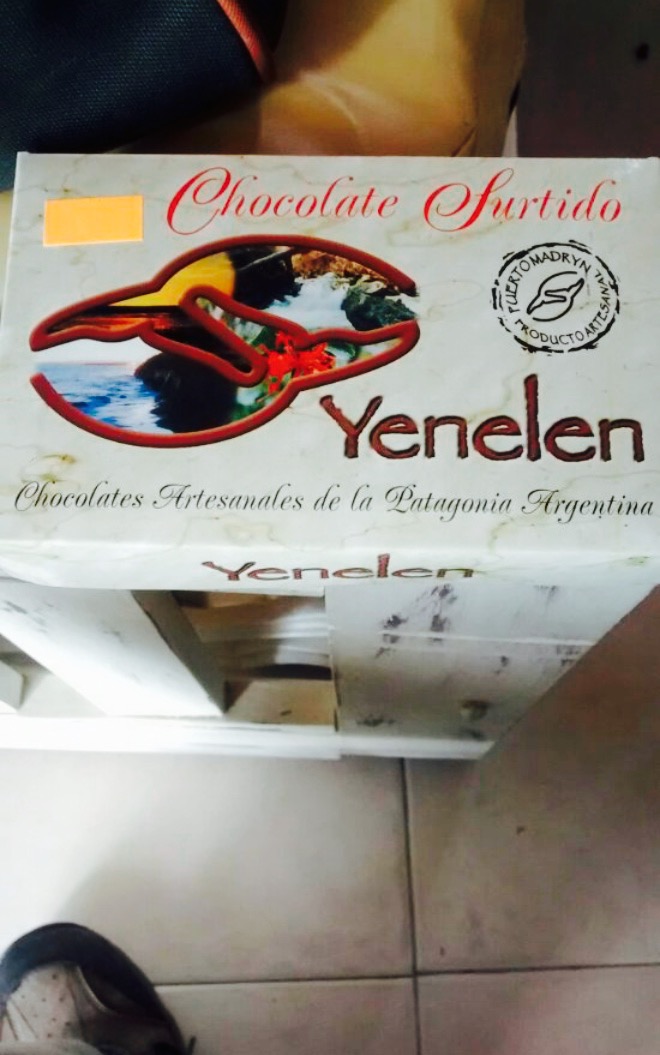 Chocolate Surtido
PUERTO MADRYN
PRODUCTO ARTESANAL
Yenelen
Chocolates Artesanales de la Patagonia Argentina
Yenelen